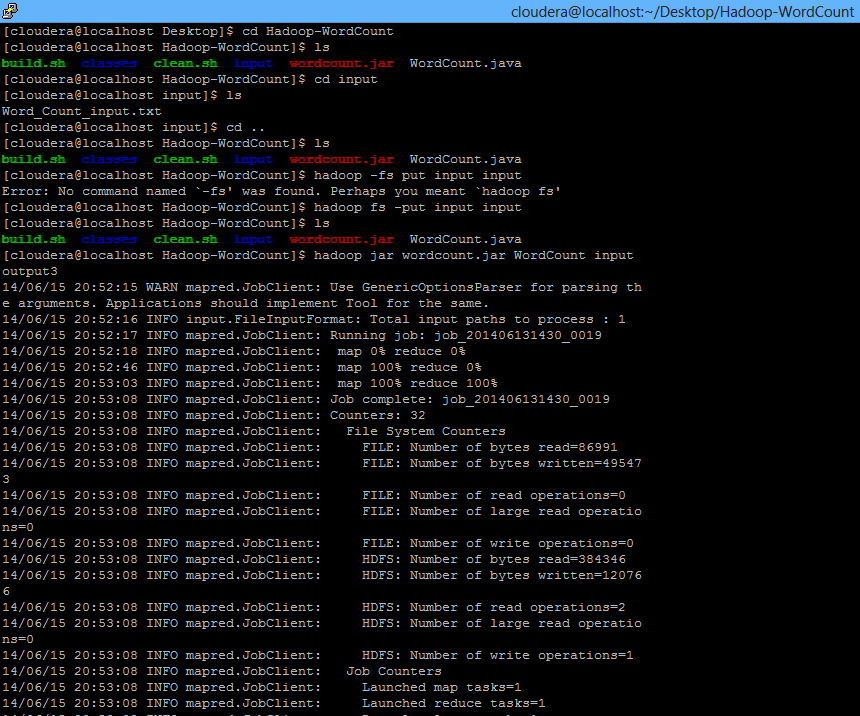 cloudera@localhost:~/Desktop/Hadoop-WordCount
[cloudera@localhost Desktop]$ cd Hadoop-WordCount
[cloudera@localhost Hadoop-WordCount]$ ls
build.sh  classes  clean.sh  input  wordcount.jar  WordCount.java
[cloudera@localhost Hadoop-WordCount]$ cd input
[cloudera@localhost input]$ ls
Word_Count_input.txt
[cloudera@localhost input]$ cd ..
[cloudera@localhost Hadoop-WordCount]$ ls
build.sh  classes  clean.sh  input  wordcount.jar  WordCount.java
[cloudera@localhost Hadoop-WordCount]$ hadoop -fs put input input
Error: No command named `-fs' was found. Perhaps you meant `hadoop fs'
[cloudera@localhost Hadoop-WordCount]$ hadoop fs -put input input
[cloudera@localhost Hadoop-WordCount]$ ls
build.sh  classes  clean.sh  input  wordcount.jar  WordCount.java
[cloudera@localhost Hadoop-WordCount]$ hadoop jar wordcount.jar WordCount input
output3
14/06/15 20:52:15 WARN mapred.JobClient: Use GenericOptionsParser for parsing th
e arguments. Applications should implement Tool for the same.
14/06/15 20:52:16 INFO input.FileInputFormat: Total input paths to process : 1
14/06/15 20:52:17 INFO mapred.JobClient: Running job: job_201406131430_0019
14/06/15 20:52:18 INFO mapred.JobClient:  map 0% reduce 0%
14/06/15 20:52:46 INFO mapred.JobClient:  map 100% reduce 0%
14/06/15 20:53:03 INFO mapred.JobClient:  map 100% reduce 100%
14/06/15 20:53:08 INFO mapred.JobClient: Job complete: job_201406131430_0019
14/06/15 20:53:08 INFO mapred.JobClient: Counters: 32
14/06/15 20:53:08 INFO mapred.JobClient:   File System Counters
14/06/15 20:53:08 INFO mapred.JobClient:     FILE: Number of bytes read=86991
14/06/15 20:53:08 INFO mapred.JobClient:     FILE: Number of bytes written=49547
3
14/06/15 20:53:08 INFO mapred.JobClient:     FILE: Number of read operations=0
14/06/15 20:53:08 INFO mapred.JobClient:     FILE: Number of large read operatio
ns=0
14/06/15 20:53:08 INFO mapred.JobClient:     FILE: Number of write operations=0
14/06/15 20:53:08 INFO mapred.JobClient:     HDFS: Number of bytes read=384346
14/06/15 20:53:08 INFO mapred.JobClient:     HDFS: Number of bytes written=12076
6
14/06/15 20:53:08 INFO mapred.JobClient:     HDFS: Number of read operations=2
14/06/15 20:53:08 INFO mapred.JobClient:     HDFS: Number of large read operatio
ns=0
14/06/15 20:53:08 INFO mapred.JobClient:     HDFS: Number of write operations=1
14/06/15 20:53:08 INFO mapred.JobClient:   Job Counters
14/06/15 20:53:08 INFO mapred.JobClient:     Launched map tasks=1
14/06/15 20:53:08 INFO mapred.JobClient:     Launched reduce tasks=1